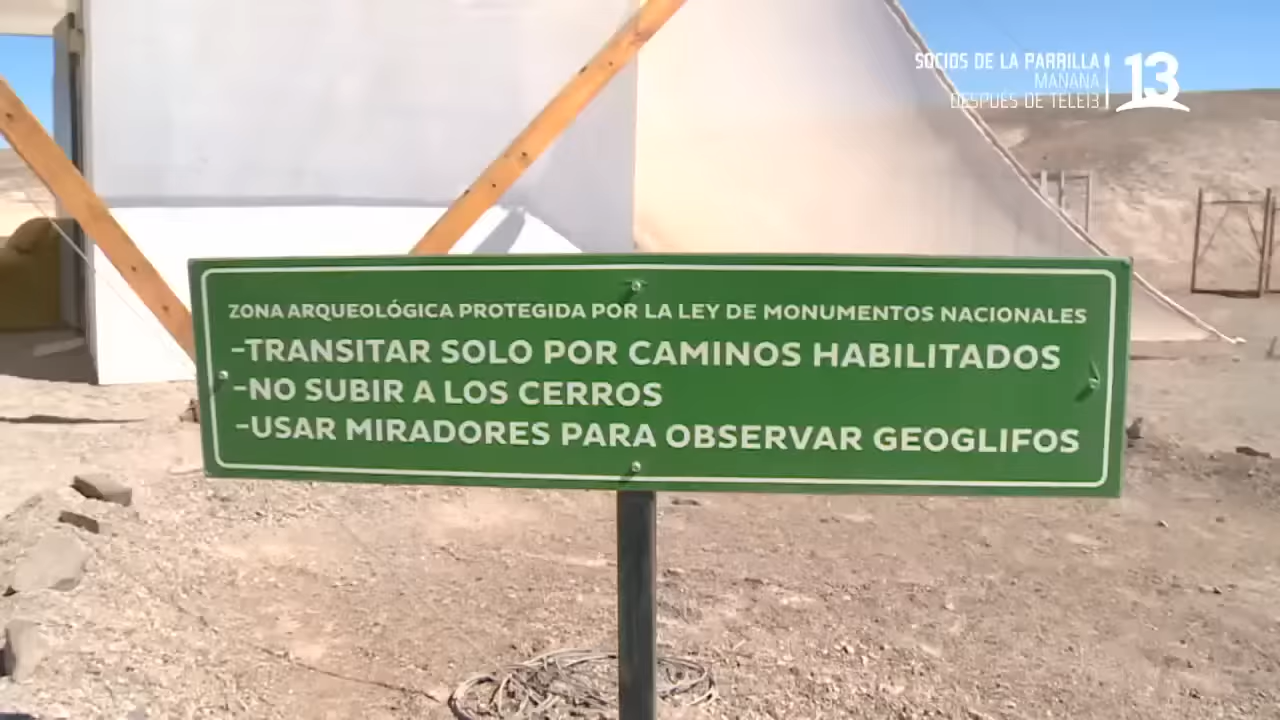 SOCIOS DE LA PARRILLA
MAÑANA
DESPUÉS DE TELE13
13
ZONA ARQUEOLÓGICA PROTEGIDA POR LA LEY DE MONUMENTOS NACIONALES
-TRANSITAR SOLO POR CAMINOS HABILITADOS
-NO SUBIR A LOS CERROS
-USAR MIRADORES PARA OBSERVAR GEOGLIFOS